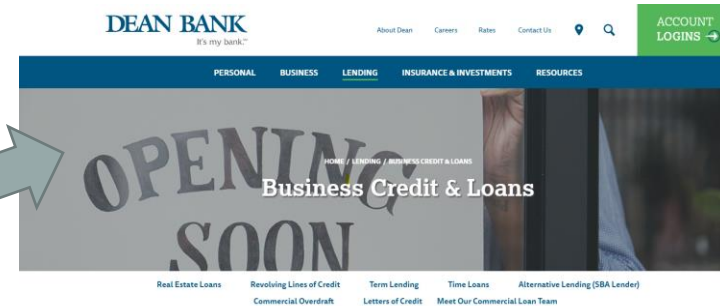 DEAN BANK
It's my bank.℠
About Dean Careers Rates Contact Us
ACCOUNT
LOGINS
PERSONAL BUSINESS LENDING INSURANCE & INVESTMENTS RESOURCES
OPENING
SOON
HOME / LENDING / BUSINESS CREDIT & LOANS
Business Credit & Loans
Real Estate Loans Revolving Lines of Credit Term Lending Time Loans Alternative Lending (SBA Lender)
Commercial Overdraft Letters of Credit Meet Our Commercial Loan Team